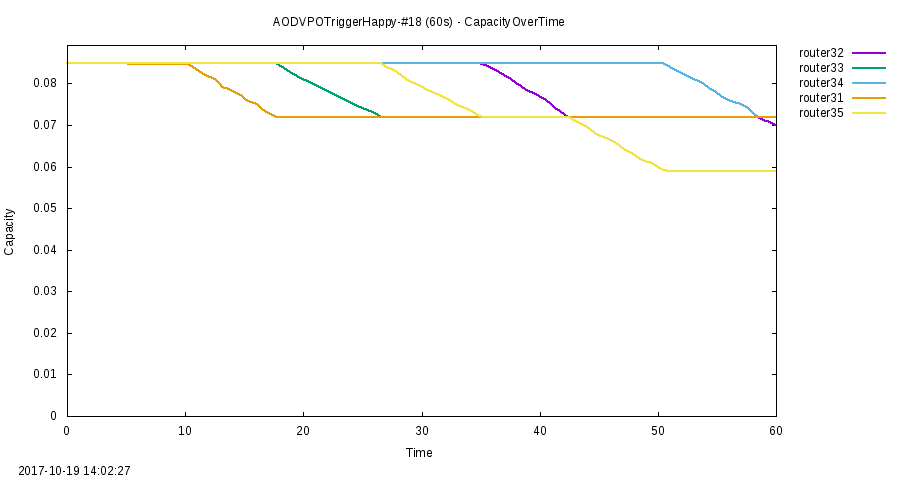 AODVPOTriggerHappy-#18 (60s) - CapacityOverTime
router32
router33
router34
router31
router35
0.08
0.07
0.06
0.05
0.04
0.03
0.02
0.01
0
Capacity
0 10 20 30 40 50 60
Time
2017-10-19 14:02:27